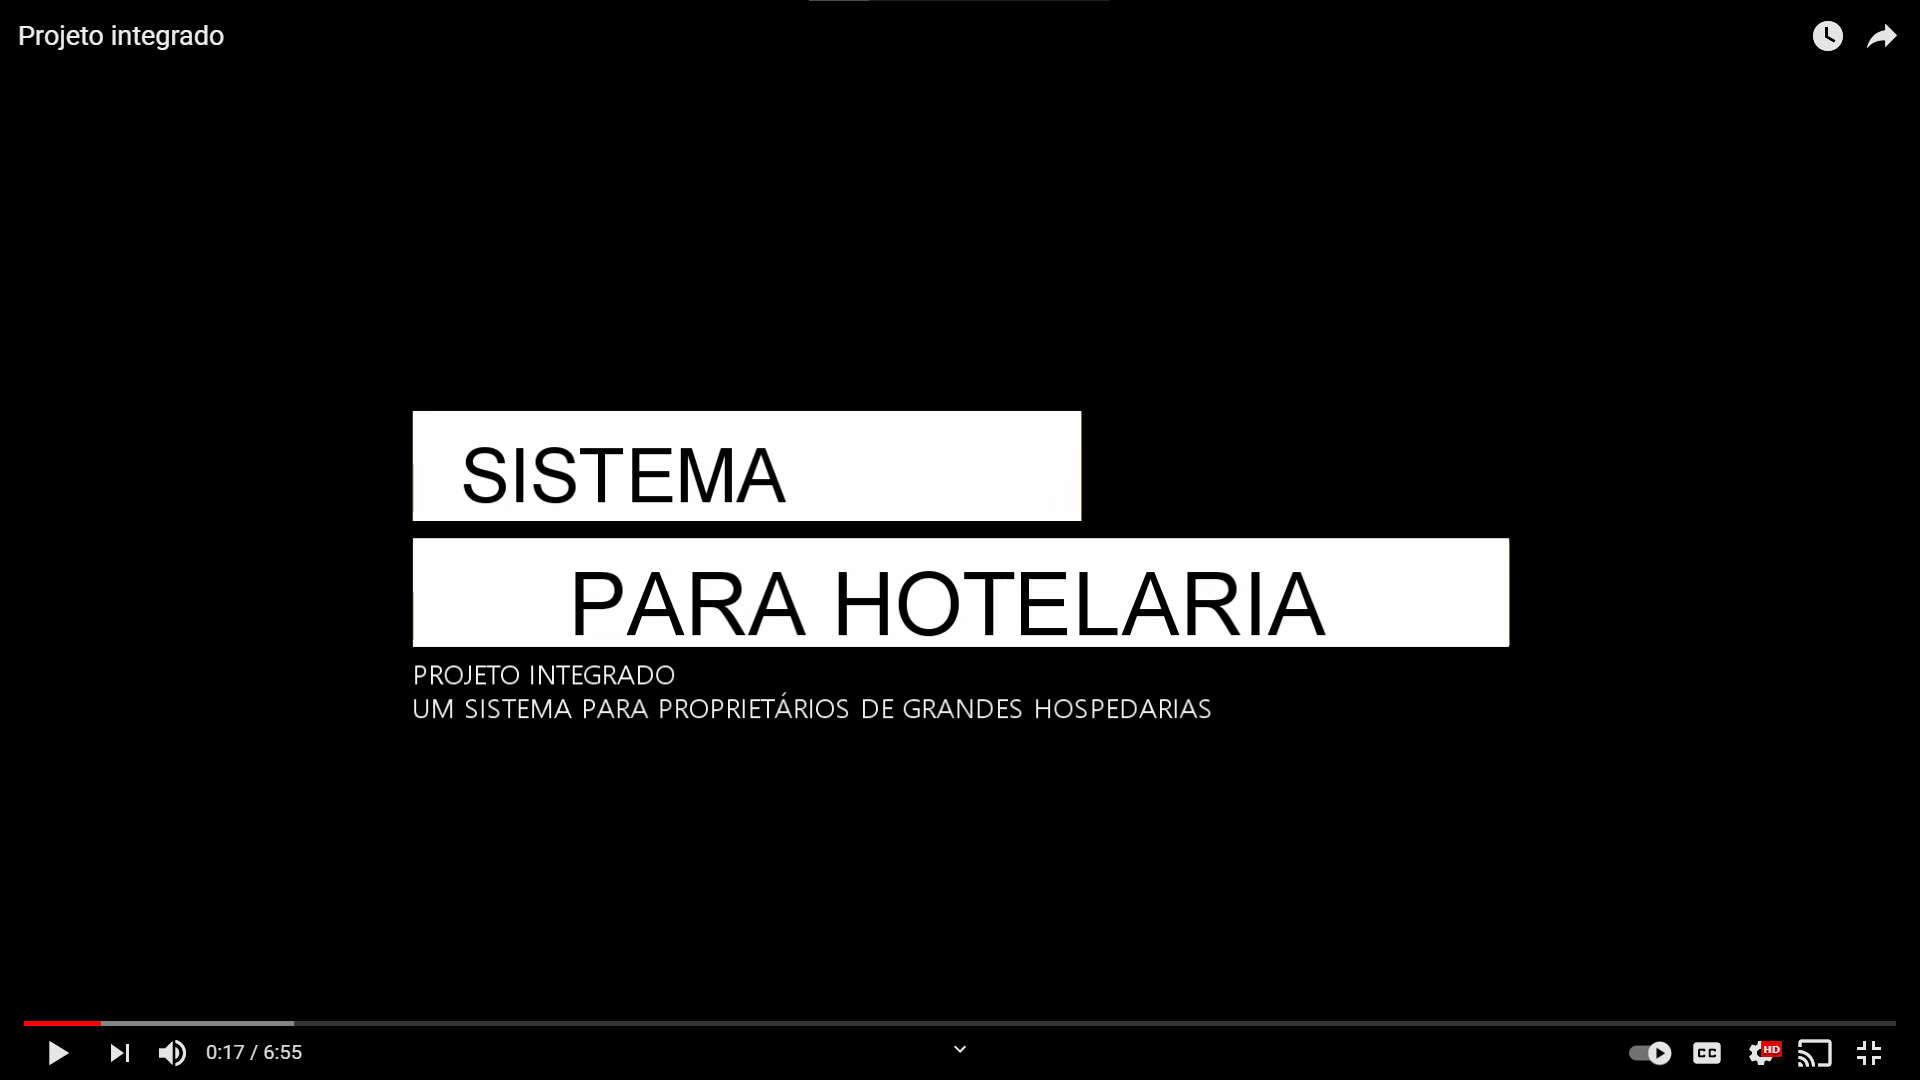 Projeto integrado
SISTEMA
PARA HOTELARIA
PROJETO INTEGRADO
UM SISTEMA PARA PROPRIETÁRIOS DE GRANDES HOSPEDARIAS
0:17 / 6:55
CC
HD